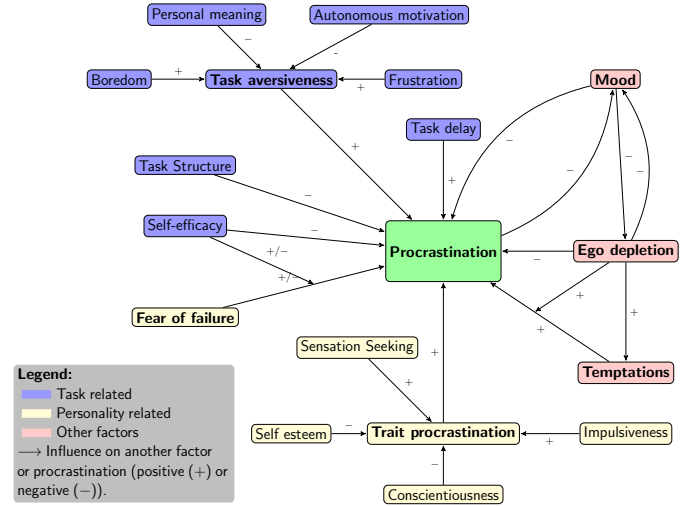 Personal meaning
Autonomous motivation
−
-
Boredom
+
Task aversiveness
+
Frustration
Mood
Task delay
+
−
−
−
−
Task Structure
−
+
Self-efficacy
−
+/−
+/−
Procrastination
−
Ego depletion
+
+
+
Fear of failure
Sensation Seeking
+
+
Temptations
Legend:
Task related
Personality related
Other factors
⟶ Influence on another factor
or procrastination (positive (+) or
negative (−)).
Self esteem
−
Trait procrastination
+
Impulsiveness
−
Conscientiousness